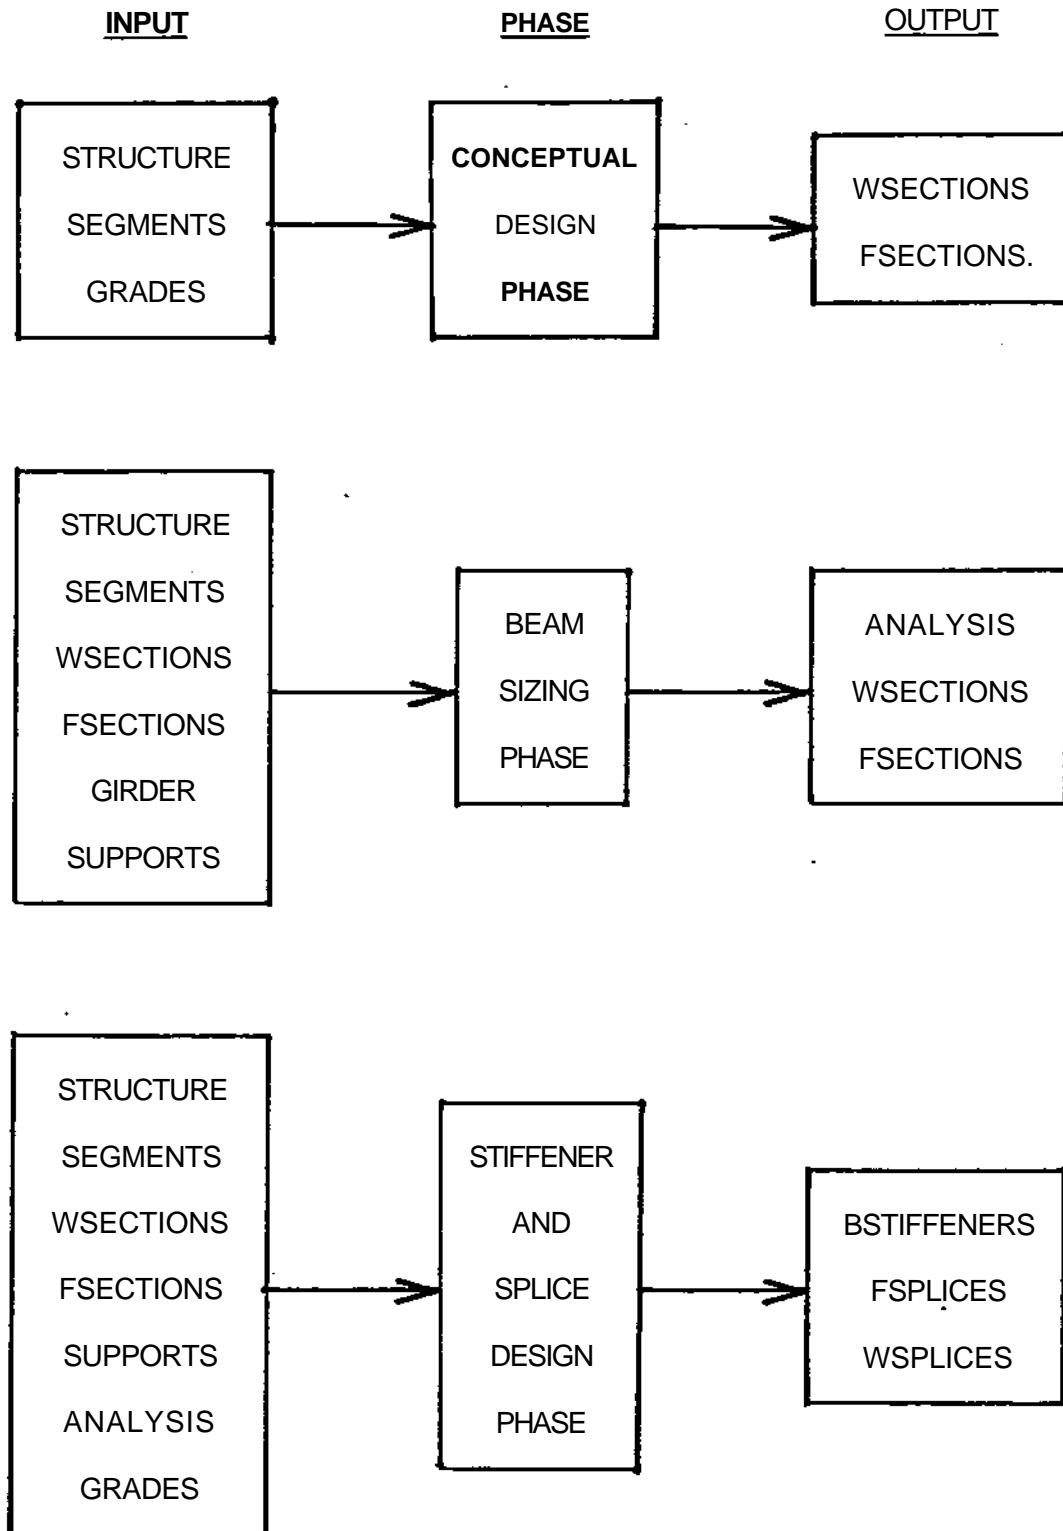 INPUT
PHASE
OUTPUT
STRUCTURE
SEGMENTS
GRADES
CONCEPTUAL
DESIGN
PHASE
WSECTIONS
FSECTIONS.
STRUCTURE
SEGMENTS
WSECTIONS
FSECTIONS
GIRDER
SUPPORTS
BEAM
SIZING
PHASE
ANALYSIS
WSECTIONS
FSECTIONS
STRUCTURE
SEGMENTS
WSECTIONS
FSECTIONS
SUPPORTS
ANALYSIS
GRADES
STIFFENER
AND
SPLICE
DESIGN
PHASE
BSTIFFENERS
FSPLICES
WSPLICES